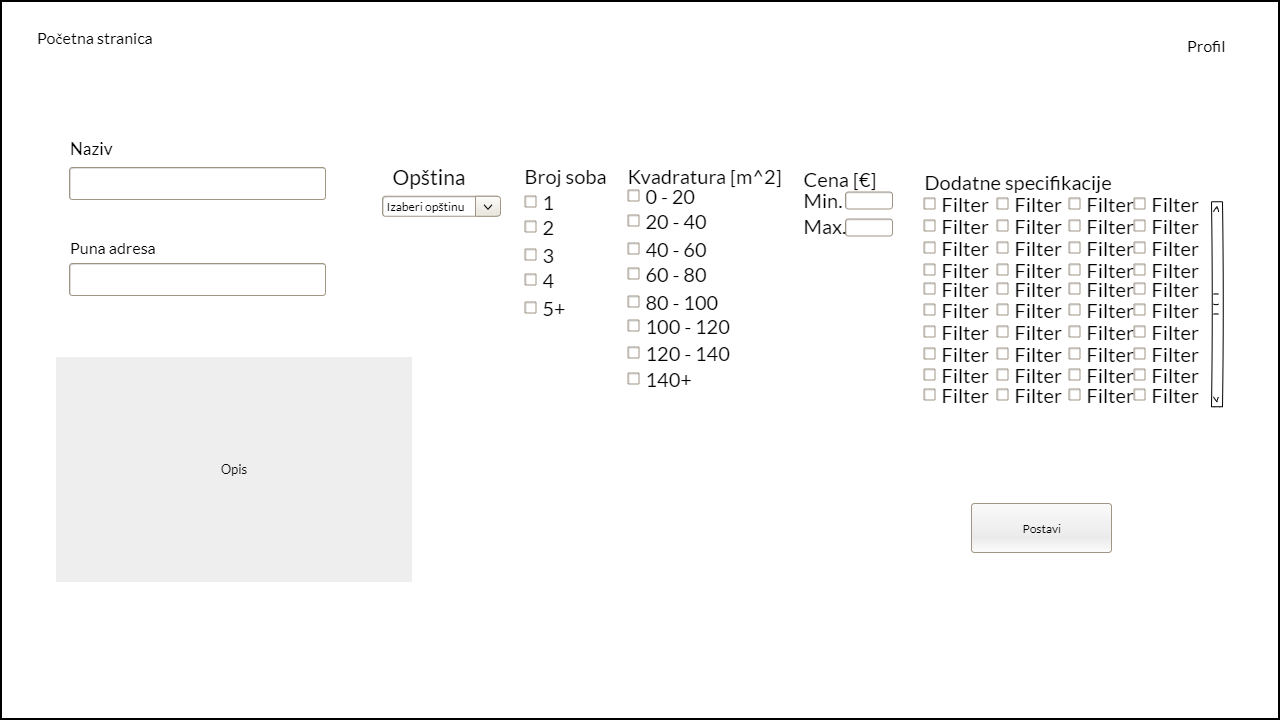 Početna stranica
Profil
Naziv
Puna adresa
Opis
Opština
Izaberi opštinu
Broj soba
1
2
3
4
5+
Kvadratura [m^2]
0 - 20
20 - 40
40 - 60
60 - 80
80 - 100
100 - 120
120 - 140
140+
Cena [€]
Min.
Max.
Dodatne specifikacije
Filter Filter Filter Filter
Filter Filter Filter Filter
Filter Filter Filter Filter
Filter Filter Filter Filter
Filter Filter Filter Filter
Filter Filter Filter Filter
Filter Filter Filter Filter
Filter Filter Filter Filter
Filter Filter Filter Filter
Filter Filter Filter Filter
Postavi